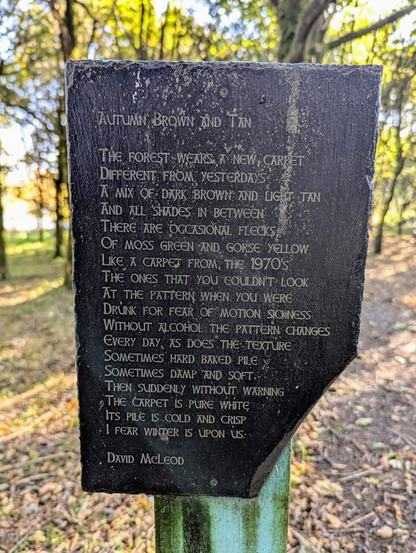 Autumn Brown and Tan
The forest wears a new carpet
Different from yesterdays
A mix of dark brown and light tan
And all shades in between
There are occasional flecks
Of moss green and gorse yellow
Like a carpet from the 1970's
The ones that you couldn't look
At the pattern when you were
Drunk for fear of motion sickness
Without alcohol the pattern changes
Every day, as does the texture
Sometimes hard baked pile
Sometimes damp and soft.
Then suddenly without warning
The carpet is pure white
Its pile is cold and crisp
I fear winter is upon us.
David McLeod